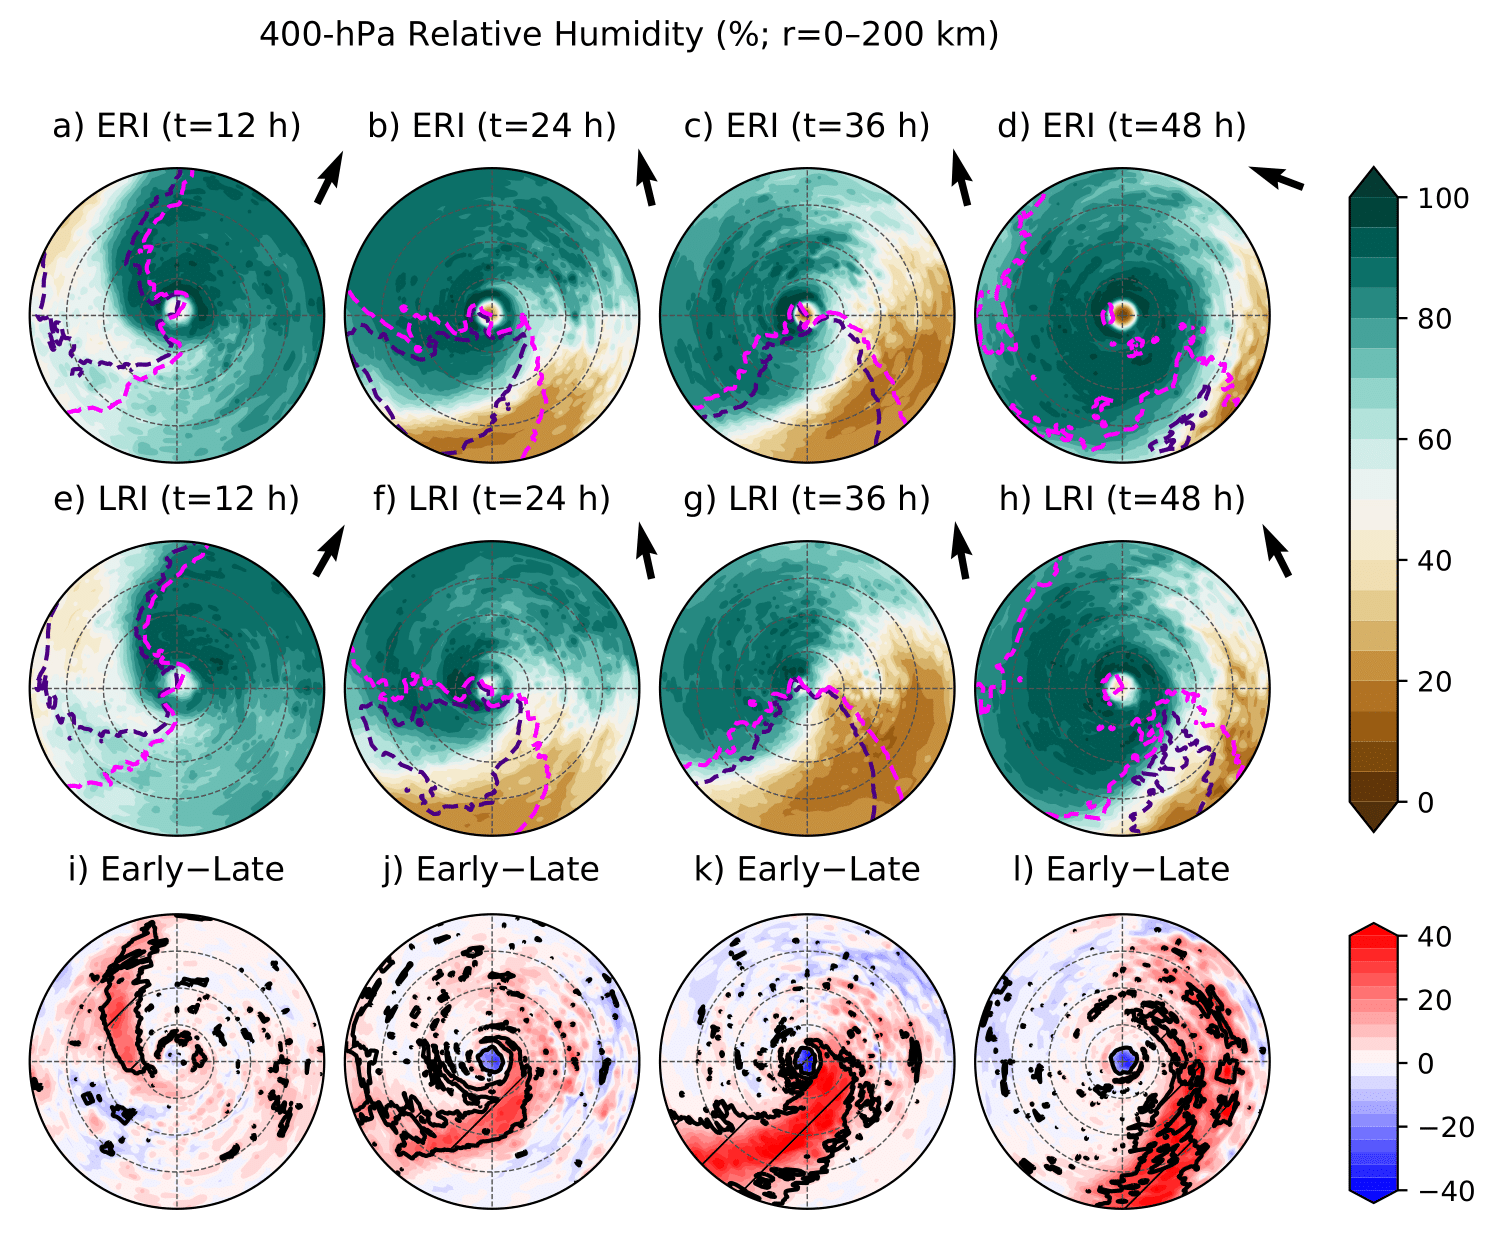 400-hPa Relative Humidity (%; r=0–200 km)
a) ERI (t=12 h)
b) ERI (t=24 h)
c) ERI (t=36 h)
d) ERI (t=48 h)
e) LRI (t=12 h)
f) LRI (t=24 h)
g) LRI (t=36 h)
h) LRI (t=48 h)
i) Early−Late
j) Early−Late
k) Early−Late
l) Early−Late
100
80
60
40
20
0
40
20
0
−20
−40